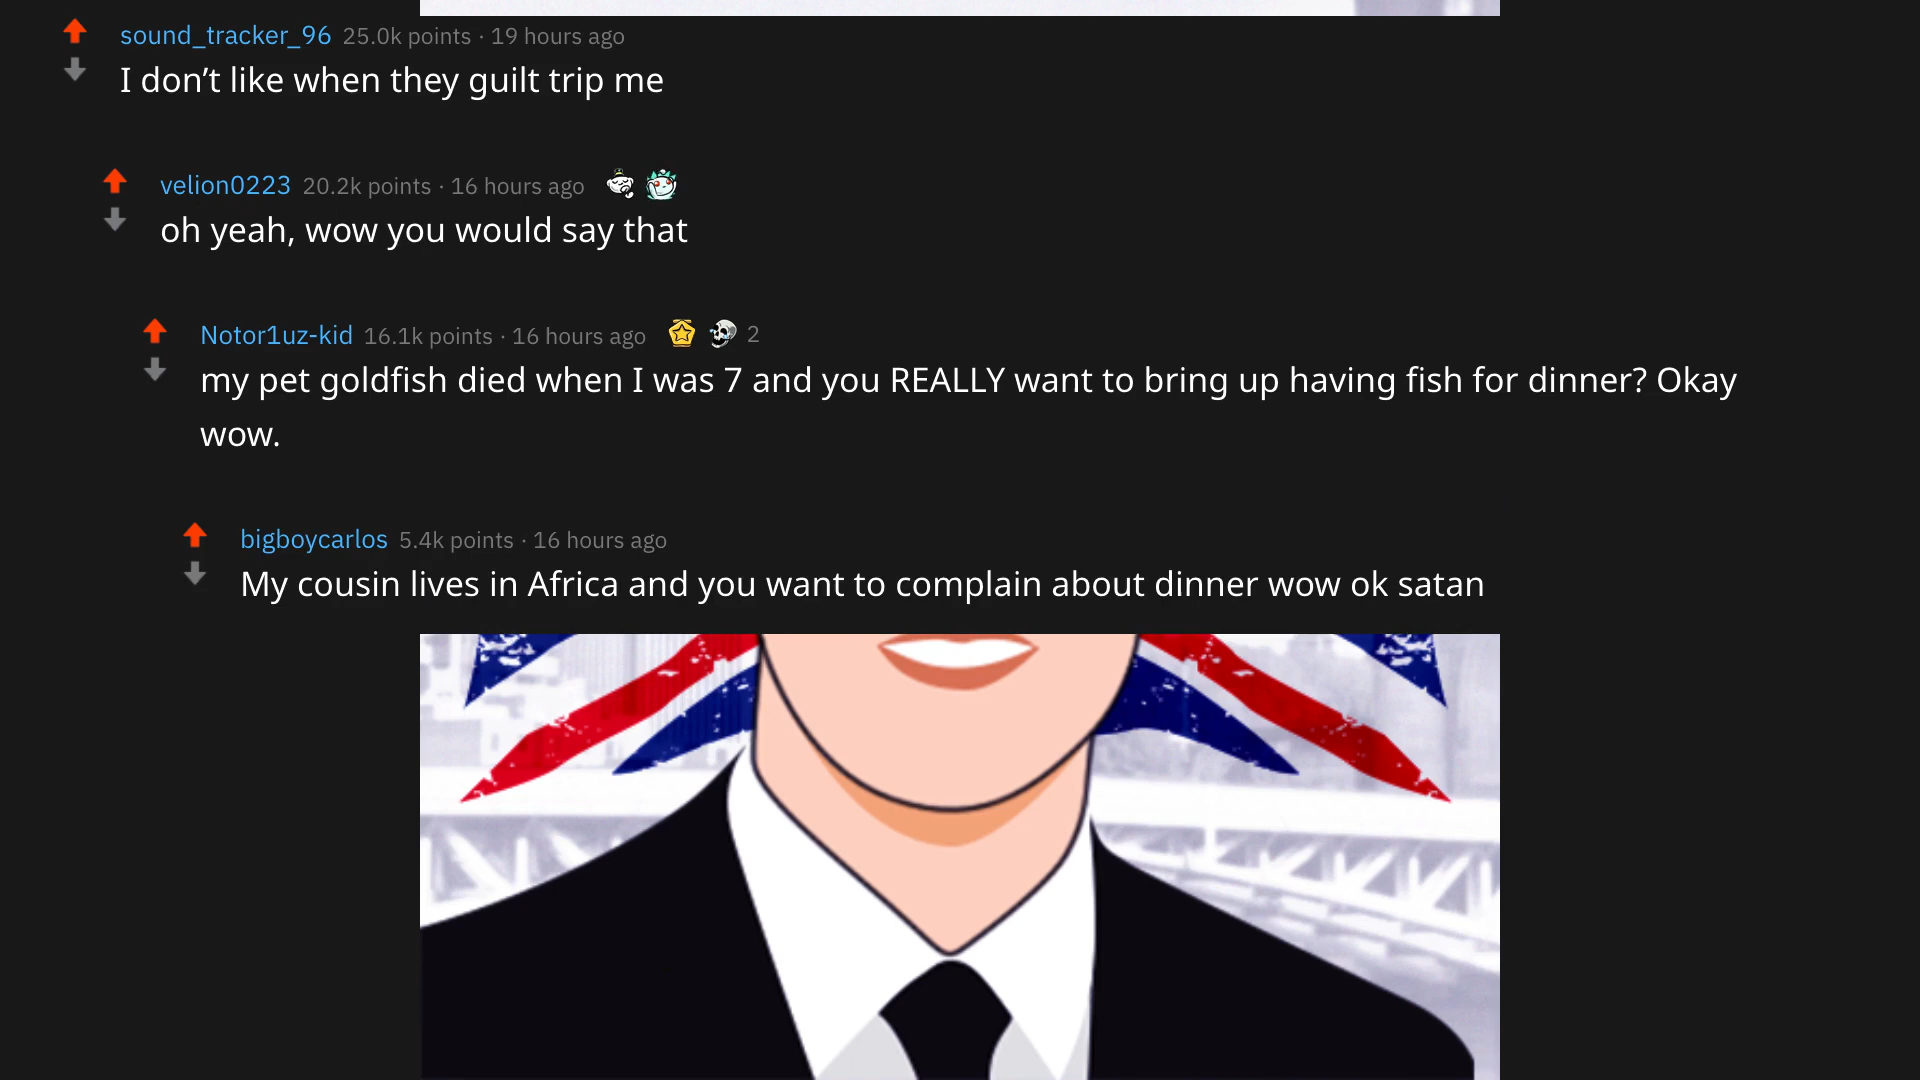 sound_tracker_96 25.0k points · 19 hours ago
I don’t like when they guilt trip me
velion0223 20.2k points · 16 hours ago
oh yeah, wow you would say that
Notor1uz-kid 16.1k points · 16 hours ago 2
my pet goldfish died when I was 7 and you REALLY want to bring up having fish for dinner? Okay
wow.
bigboycarlos 5.4k points · 16 hours ago
My cousin lives in Africa and you want to complain about dinner wow ok satan